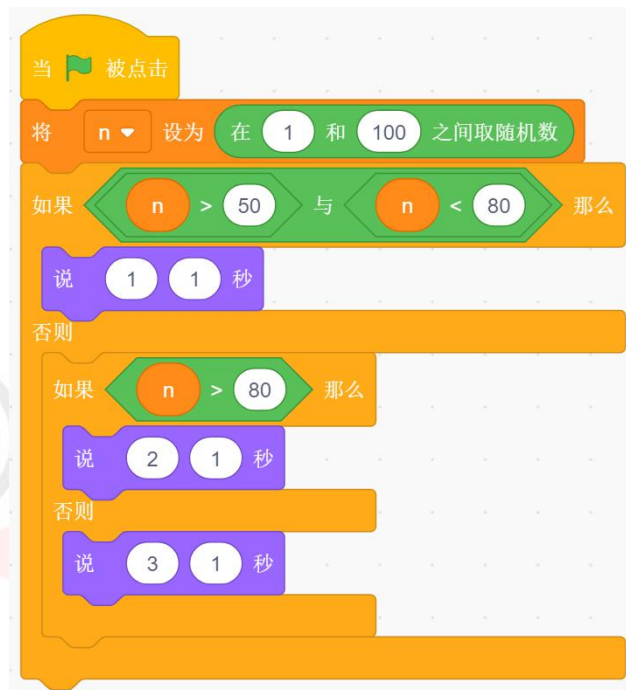 当 被点击
将 n 设为 在 1 和 100 之间取随机数
如果 n > 50 与 n < 80 那么
说 1 1 秒
否则
如果 n > 80 那么
说 2 1 秒
否则
说 3 1 秒